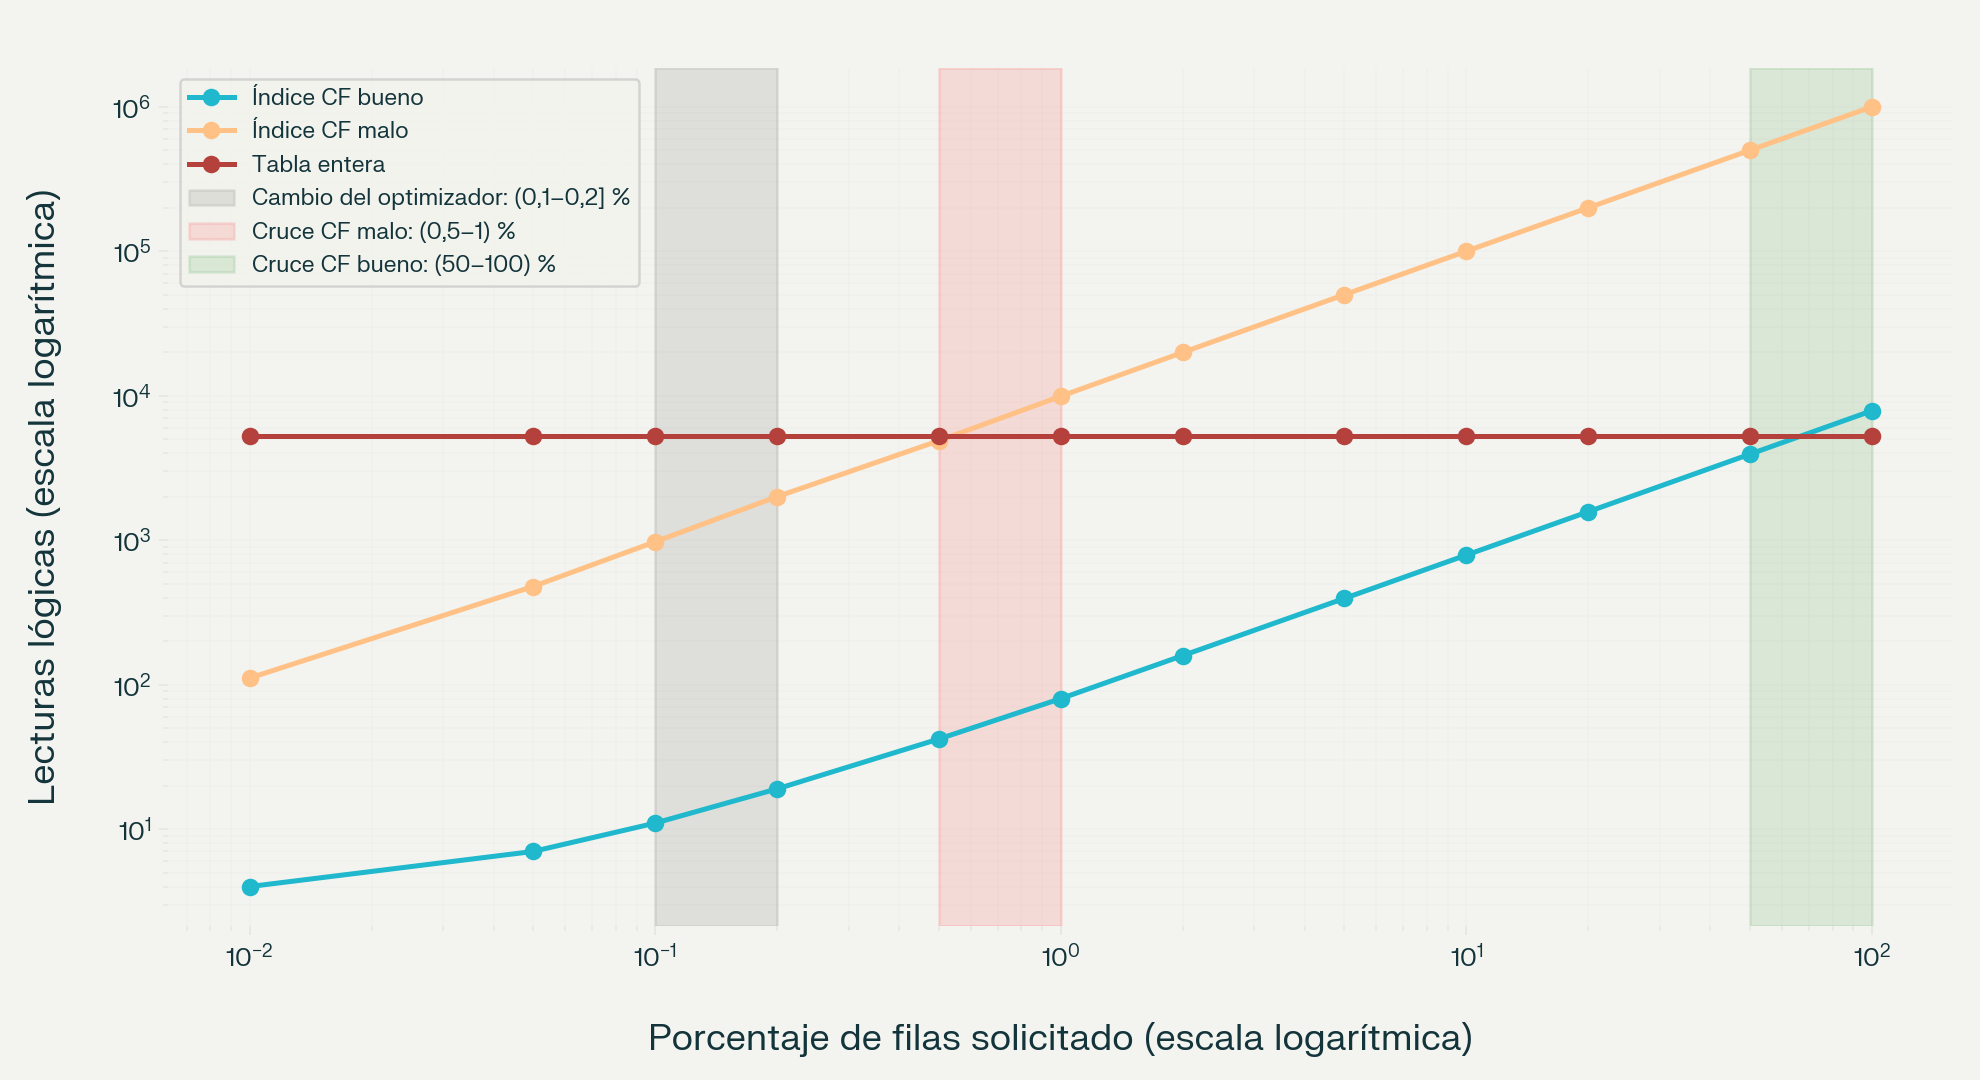 Índice CF bueno
Índice CF malo
Tabla entera
Cambio del optimizador: (0,1–0,2] %
Cruce CF malo: (0,5–1) %
Cruce CF bueno: (50–100) %
Lecturas lógicas (escala logarítmica)
10⁶
10⁵
10⁴
10³
10²
10¹
10⁻² 10⁻¹ 10⁰ 10¹ 10²
Porcentaje de filas solicitado (escala logarítmica)